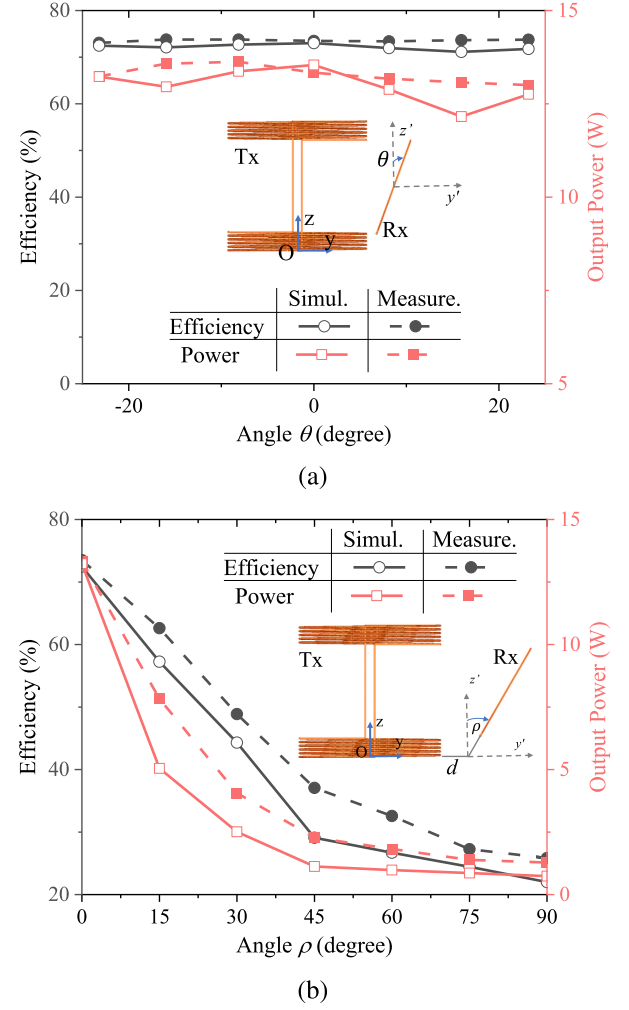 80
60
40
20
0
Efficiency (%)
15
10
5
Output Power (W)
Tx
z
O
y
z'
θ
y'
Rx
Simul. Measure.
Efficiency
Power
-20 0 20
Angle θ (degree)
(a)
80
60
40
20
Efficiency (%)
15
10
5
0
Output Power (W)
Simul. Measure.
Efficiency
Power
Tx
z
O
y
d
Rx
z'
ρ
y'
0 15 30 45 60 75 90
Angle ρ (degree)
(b)